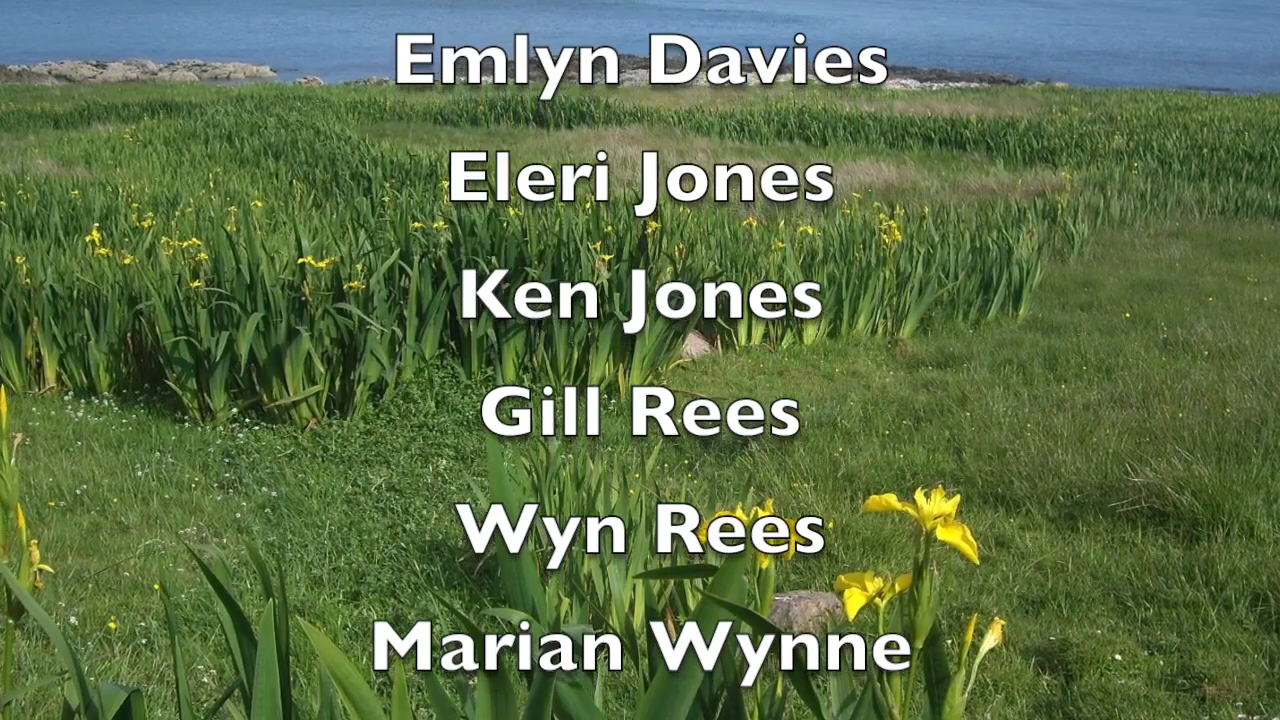 Emlyn Davies
Eleri Jones
Ken Jones
Gill Rees
Wyn Rees
Marian Wynne